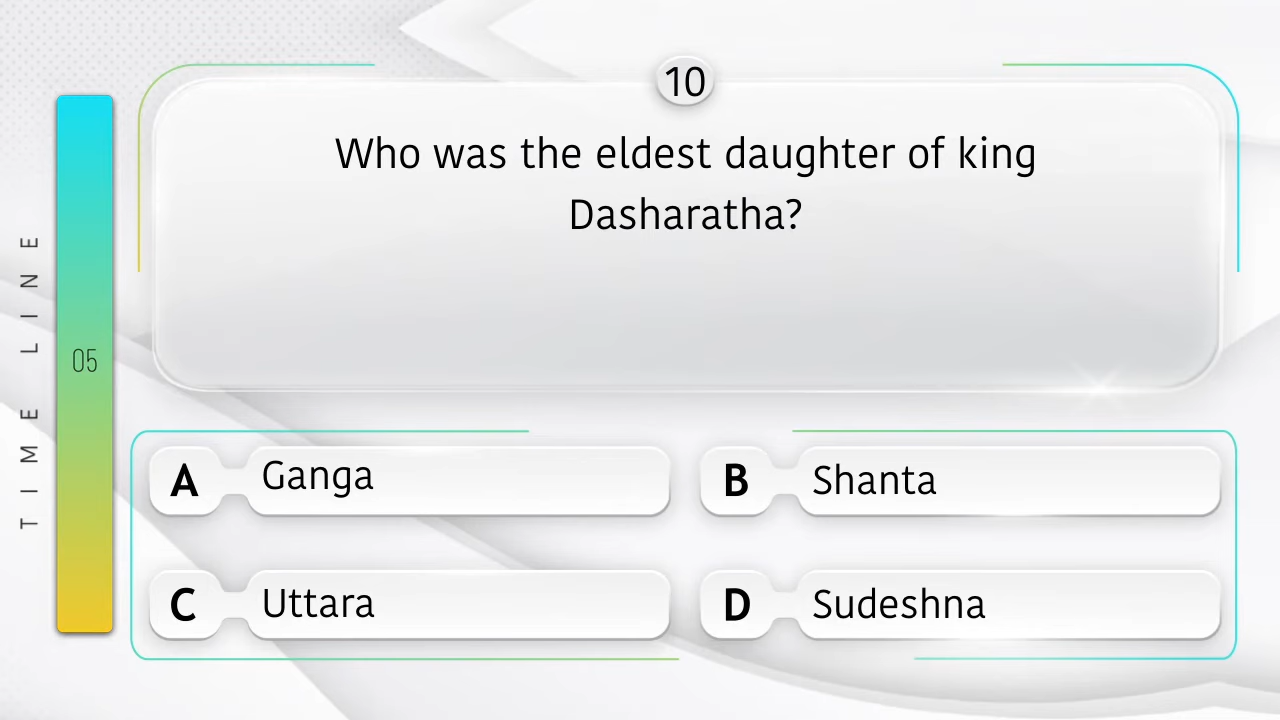 10
Who was the eldest daughter of king
Dasharatha?
TIME LINE
05
A Ganga
B Shanta
C Uttara
D Sudeshna